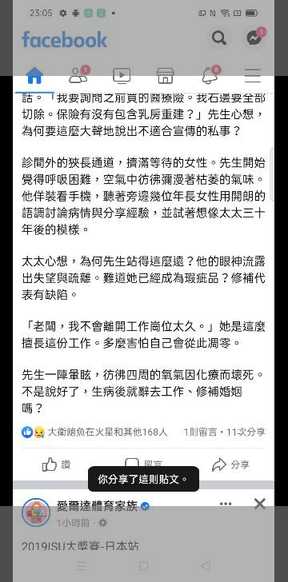 23:05
facebook
話。「我要詢問之前買的醫療險。我右邊要全部
切除。保險有沒有包含乳房重建？」先生心想，
為何要這麼大聲地說出不適合宣傳的私事？
診間外的狹長通道，擠滿等待的女性。先生開始
覺得呼吸困難，空氣中彷彿彌漫著枯萎的氣味。
他佯裝看手機，聽著旁邊幾位年長女性用開朗的
語調討論病情與分享經驗，並試著想像太太三十
年後的模樣。
太太心想，為何先生站得這麼遠？他的眼神流露
出失望與疏離。難道她已經成為瑕疵品？修補代
表有缺陷。
「老闆，我不會離開工作崗位太久。」她是這麼
擅長這份工作。多麼害怕自己會從此凋零。
先生一陣暈眩，彷彿四周的氧氣因化療而壞死。
不是說好了，生病後就辭去工作、修補婚姻
嗎？
大衛鮑魚在火星和其他168人
1則留言·11次分享
讚
留言
分享
你分享了這則貼文。
愛爾達體育家族
1小時前
2019ISU大獎賽-日本站